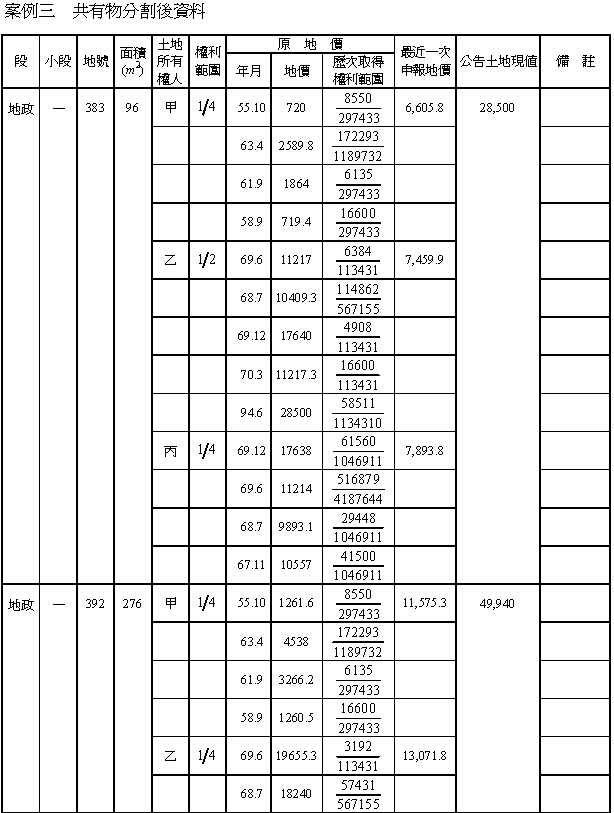 案例三 共有物分割後資料
段 小段 地號 面積(m²) 土地所有權人 權利範圍 原地價 最近一次申報地價 公告土地現值 備註
年月 地價 歷次取得權利範圍
地政 一 383 96 甲 1/4 55.10 720 8550/297433 6,605.8 28,500
63.4 2589.8 172293/1189732
61.9 1864 6135/297433
58.9 719.4 16600/297433
乙 1/2 69.6 11217 6384/113431 7,459.9
68.7 10409.3 114862/567155
69.12 17640 4908/113431
70.3 11217.3 16600/113431
94.6 28500 58511/1134310
丙 1/4 69.12 17638 61560/1046911 7,893.8
69.6 11214 516879/4187644
68.7 9893.1 29448/1046911
67.11 10557 41500/1046911
地政 一 392 276 甲 1/4 55.10 1261.6 8550/297433 11,575.3 49,940
63.4 4538 172293/1189732
61.9 3266.2 6135/297433
58.9 1260.5 16600/297433
乙 1/4 69.6 19655.3 3192/113431 13,071.8
68.7 18240 57431/567155